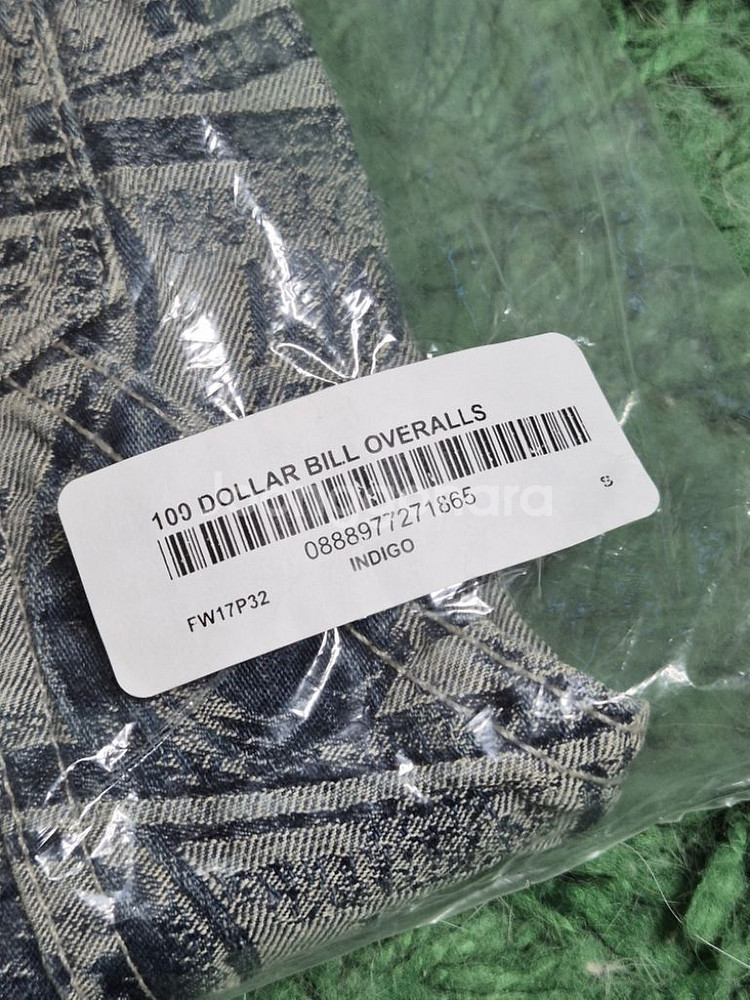 100 DOLLAR BILL OVERALLS
0888977271865
INDIGO
S
FW17P32